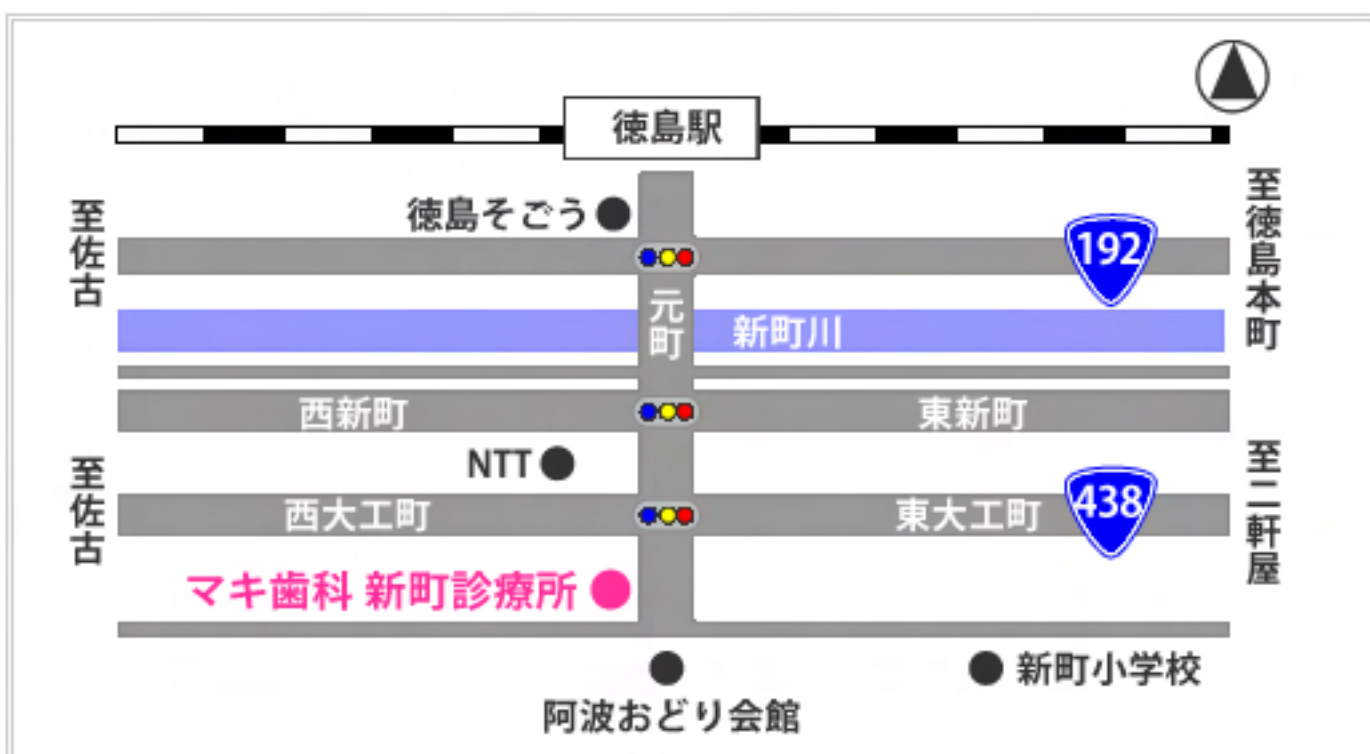 徳島駅
徳島そごう
至佐古
192
至徳島本町
元町
新町川
西新町
東新町
NTT
至佐古
西大工町
東大工町
438
至二軒屋
マキ歯科 新町診療所
新町小学校
阿波おどり会館